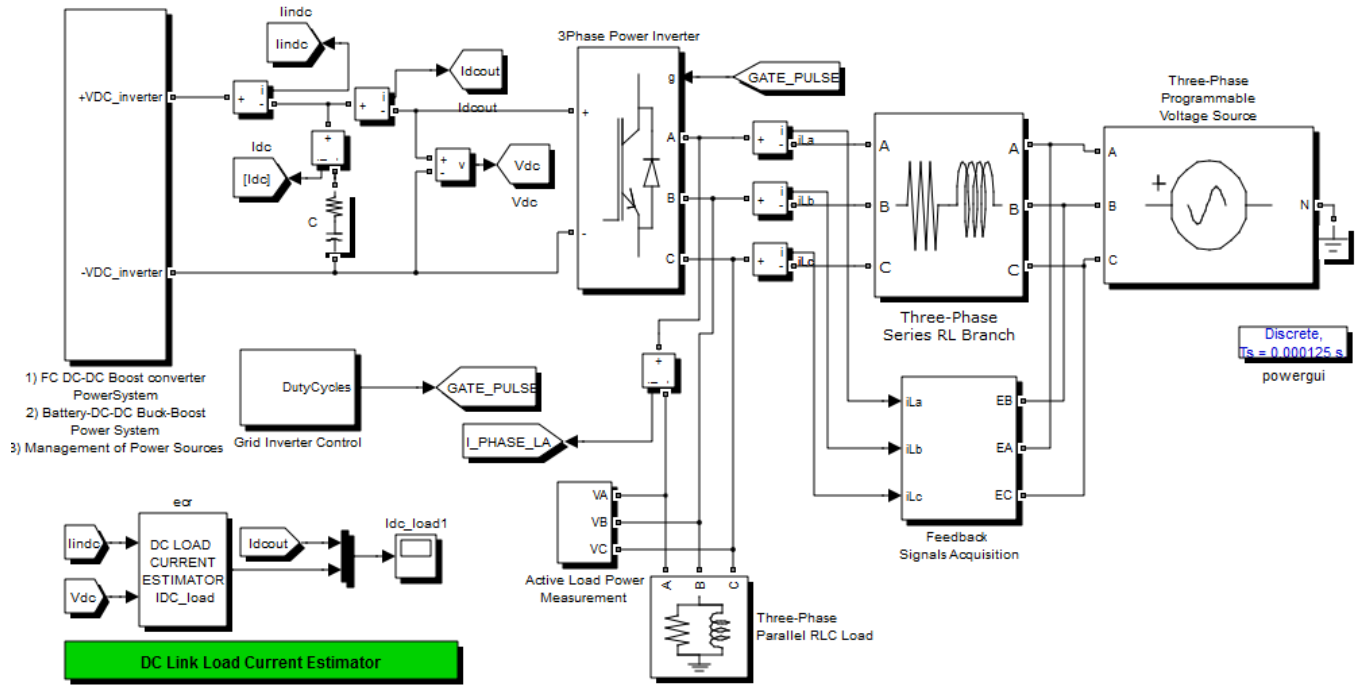 Iindc
Iindc
+VDC_inverter
+
-
i
+
-
i
Idcout
Idcout
Idc
[Idc]
+
-
i
C
+
-
v
Vdc
Vdc
-VDC_inverter
3Phase Power Inverter
g
+
-
A
B
C
GATE_PULSE
+
i
-
iLa
+
i
-
iLb
+
i
-
iLc
A
B
C
A
B
C
Three-Phase
Series RL Branch
Three-Phase
Programmable
Voltage Source
A
B
C
+
N
Discrete,
Ts = 0.000125 s
powergui
1) FC DC-DC Boost converter
PowerSystem
2) Battery-DC-DC Buck-Boost
Power System
3) Management of Power Sources
DutyCycles
Grid Inverter Control
GATE_PULSE
I_PHASE_LA
+
-
i
iLa
iLb
iLc
EB
EA
EC
Feedback
Signals Acquisition
VA
VB
VC
Active Load Power
Measurement
A
B
C
Three-Phase
Parallel RLC Load
ecr
Iindc
Vdc
DC LOAD
CURRENT
ESTIMATOR
IDC_load
Idcout
Idc_load1
DC Link Load Current Estimator